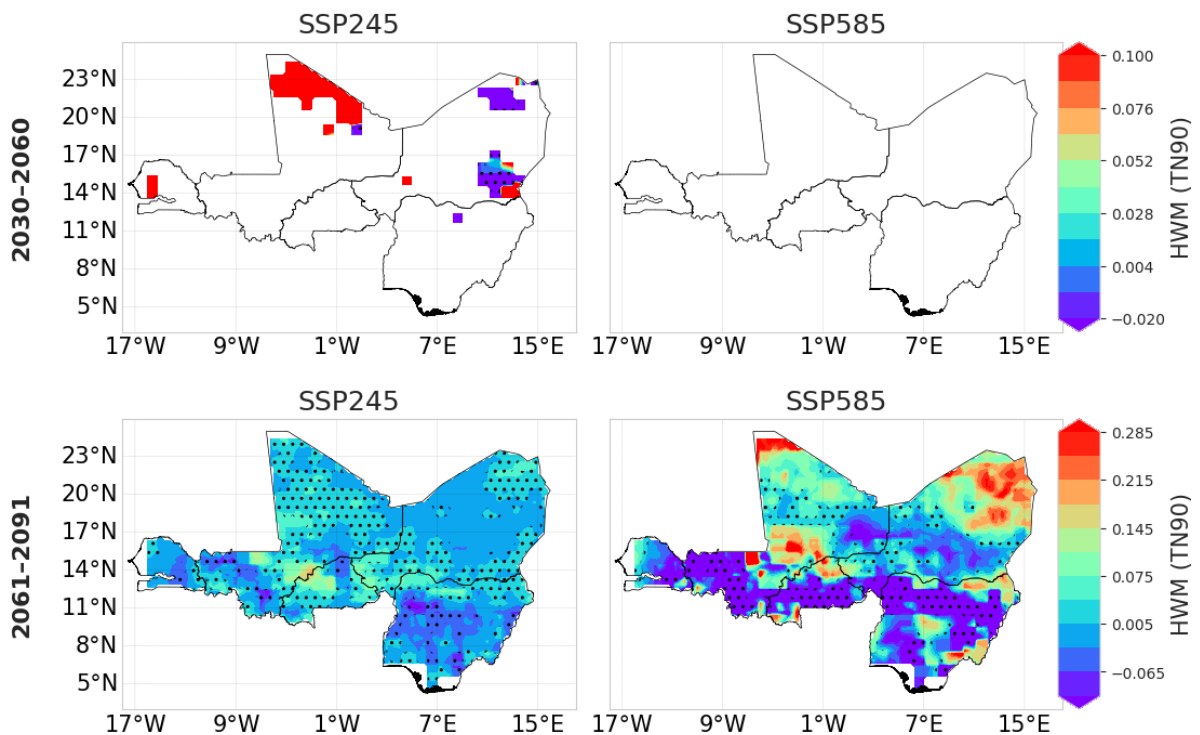 SSP245
SSP585
2030-2060
23°N
20°N
17°N
14°N
11°N
8°N
5°N
17°W
9°W
1°W
7°E
15°E
17°W
9°W
1°W
7°E
15°E
0.100
0.076
0.052
0.028
0.004
−0.020
HWM (TN90)
SSP245
SSP585
2061-2091
23°N
20°N
17°N
14°N
11°N
8°N
5°N
17°W
9°W
1°W
7°E
15°E
17°W
9°W
1°W
7°E
15°E
0.285
0.215
0.145
0.075
0.005
−0.065
HWM (TN90)